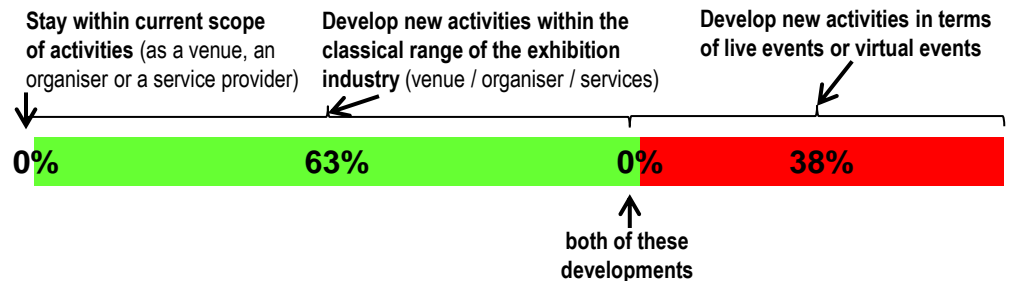 Stay within current scope
of activities (as a venue, an
organiser or a service provider)
Develop new activities within the
classical range of the exhibition
industry (venue / organiser / services)
Develop new activities in terms
of live events or virtual events
0%
63%
0%
38%
both of these
developments